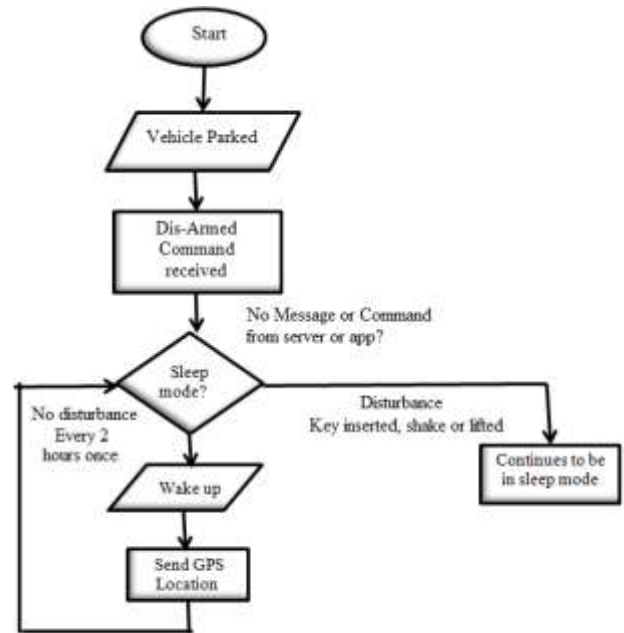 Start
Vehicle Parked
Dis-Armed
Command
received
No Message or Command
from server or app?
Sleep
mode?
No disturbance
Every 2
hours once
Disturbance
Key inserted, shake or lifted
Continues to be
in sleep mode
Wake up
Send GPS
Location